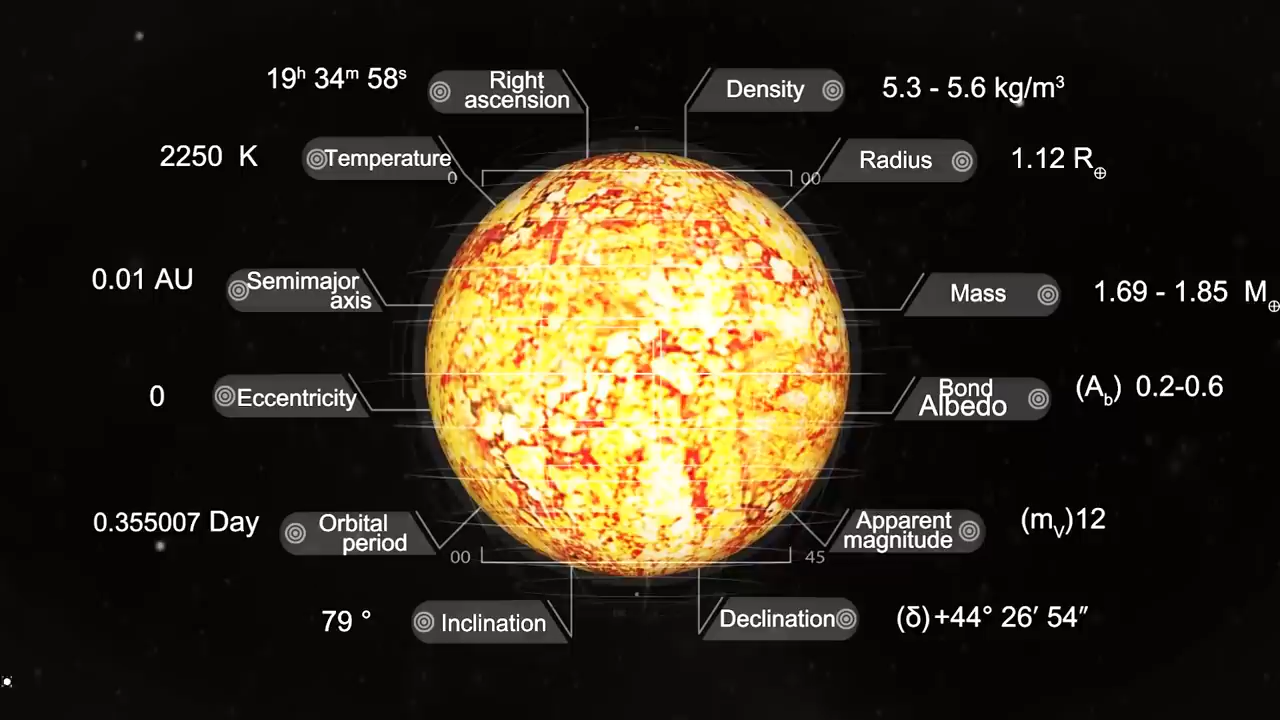 19ʰ 34ᵐ 58ˢ
Right
ascension
Density
5.3 - 5.6 kg/m³
2250 K
Temperature
0
00
Radius
1.12 R⊕
0.01 AU
Semimajor
axis
Mass
1.69 - 1.85 M⊕
0
Eccentricity
Bond
Albedo
(A_b) 0.2-0.6
0.355007 Day
Orbital
period
00
45
Apparent
magnitude
(m_V)12
79 °
Inclination
Declination
(δ)+44° 26′ 54″